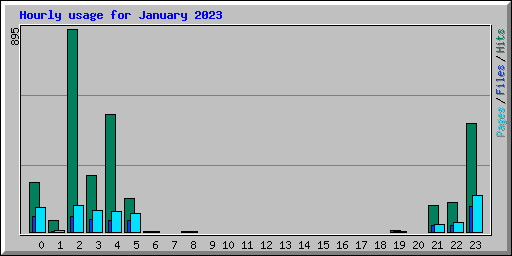 Hourly usage for January 2023
895
Pages/Files/Hits
0 1 2 3 4 5 6 7 8 9 10 11 12 13 14 15 16 17 18 19 20 21 22 23